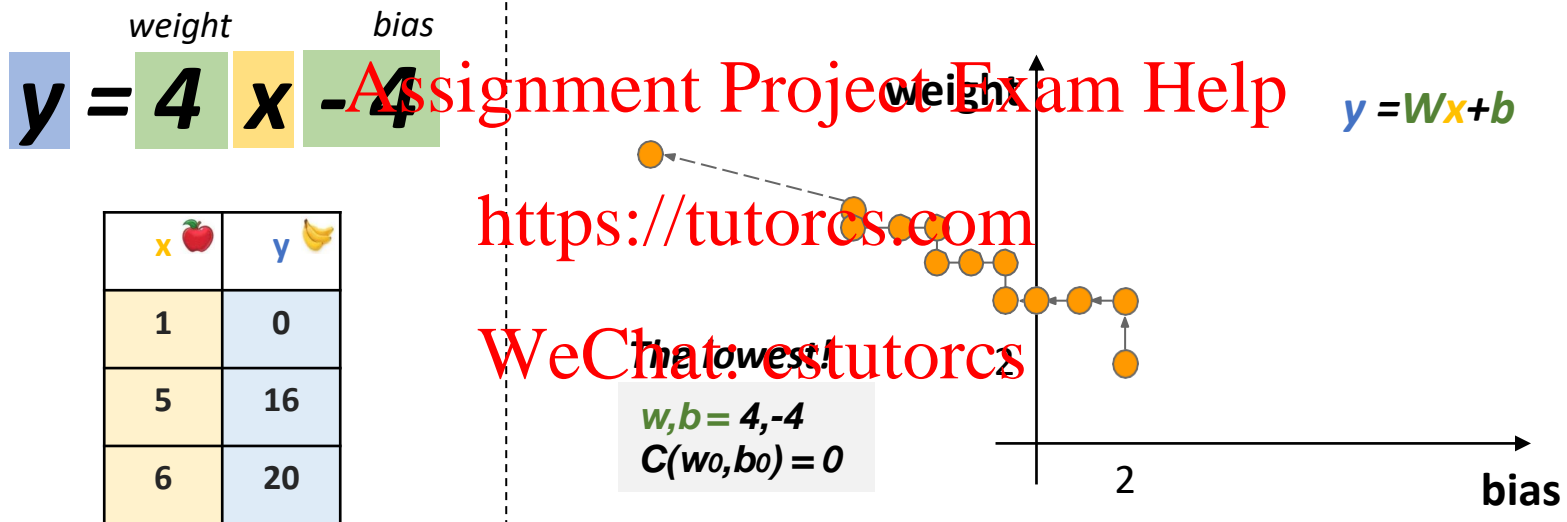 weight bias
y = 4 x - 4
x y
1 0
5 16
6 20
Assignment Project Exam Help
https://tutorcs.com
WeChat: cstutorcs
weight
y =Wx+b
The lowest!
w,b = 4,-4
C(w0,b0) = 0
2
2
bias